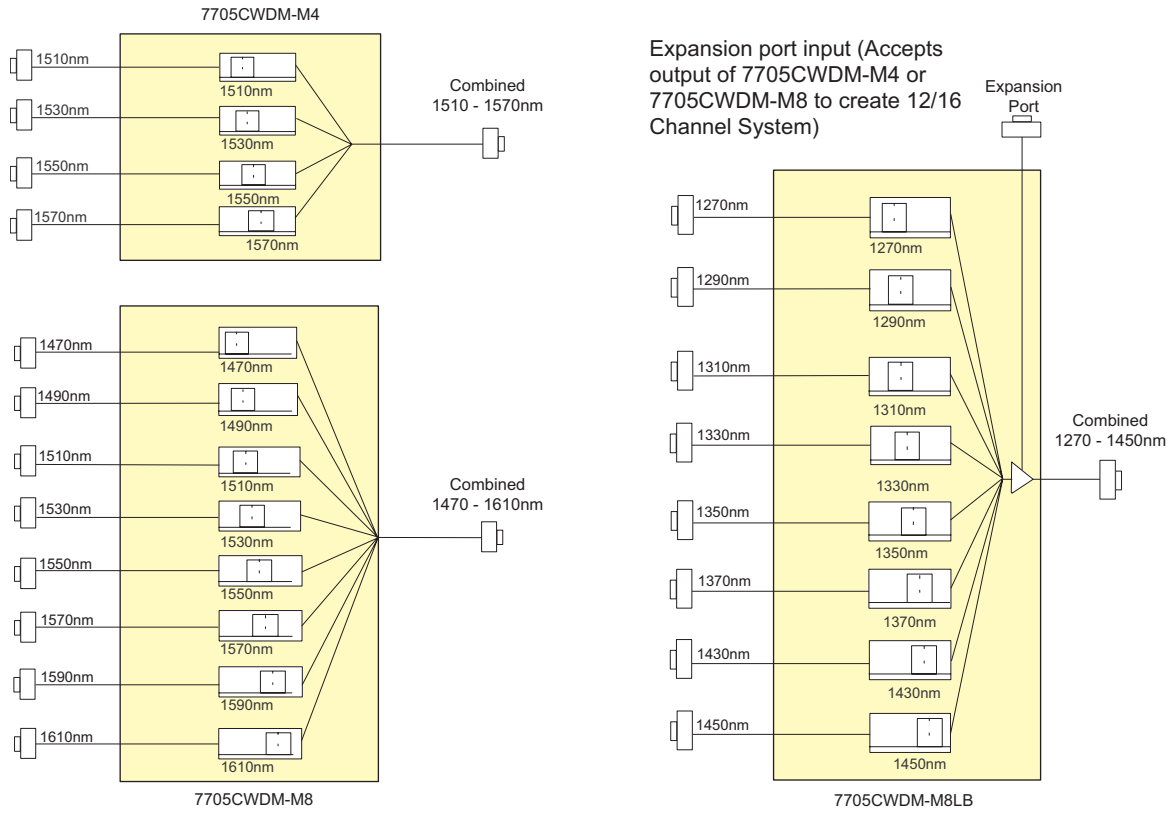 7705CWDM-M4
1510nm
1510nm
1530nm
1530nm
1550nm
1550nm
1570nm
1570nm
Combined
1510 - 1570nm
1470nm
1470nm
1490nm
1490nm
1510nm
1510nm
1530nm
1530nm
1550nm
1550nm
1570nm
1570nm
1590nm
1590nm
1610nm
1610nm
Combined
1470 - 1610nm
7705CWDM-M8
Expansion port input (Accepts
output of 7705CWDM-M4 or
7705CWDM-M8 to create 12/16
Channel System)
Expansion
Port
1270nm
1270nm
1290nm
1290nm
1310nm
1310nm
1330nm
1330nm
1350nm
1350nm
1370nm
1370nm
1430nm
1430nm
1450nm
1450nm
Combined
1270 - 1450nm
7705CWDM-M8LB